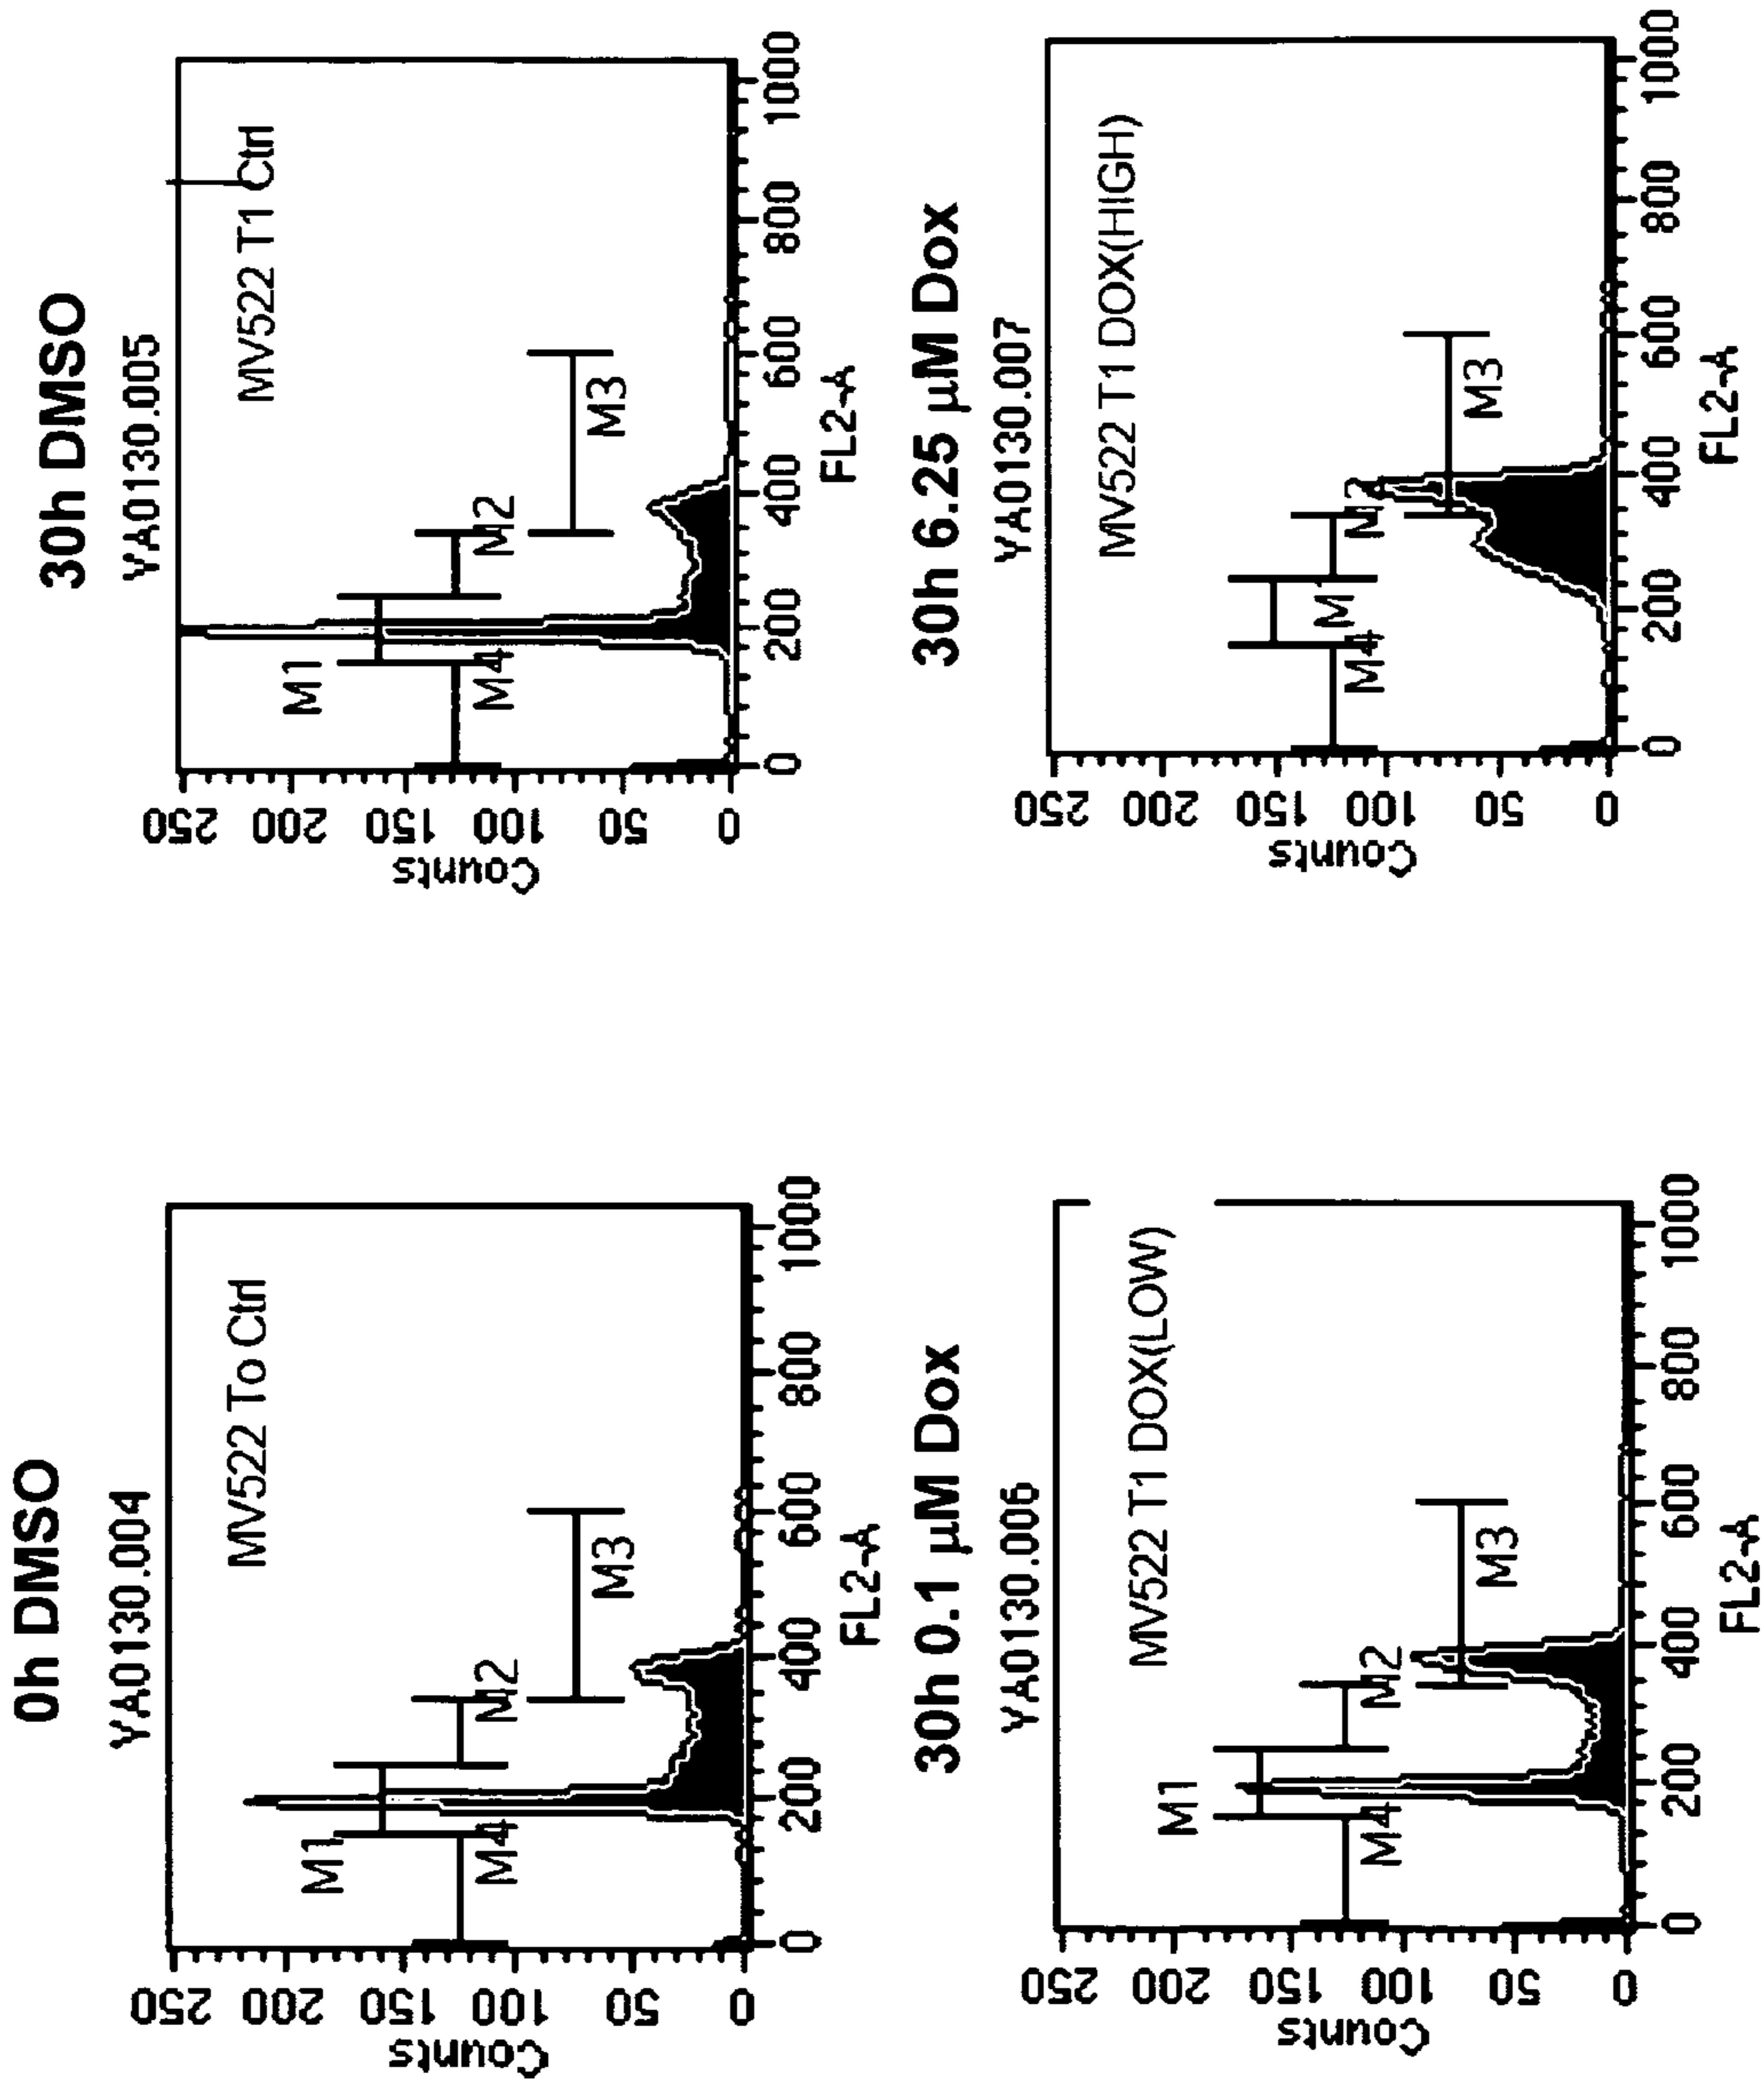 0h DMSO
YA0130.004
MV522 To Ctrl
M1
M2
M4
M3
Counts
250
200
150
100
50
0
0
200
400
600
800
1000
FL2-A
30h DMSO
YA0130.005
MV522 T1 Ctrl
M1
M2
M4
M3
Counts
250
200
150
100
50
0
0
200
400
600
800
1000
FL2-A
30h 0.1 µM Dox
YA0130.006
MV522 T1 DOX(LOW)
M1
M2
M4
M3
Counts
250
200
150
100
50
0
0
200
400
600
800
1000
FL2-A
30h 6.25 µM Dox
YA0130.007
MV522 T1 DOX(HIGH)
M
M4
M3
Counts
250
200
150
100
50
0
0
200
400
600
800
1000
FL2-A